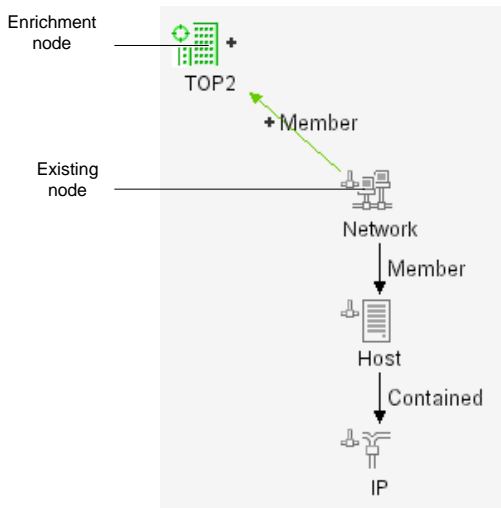 Enrichment
node
TOP2
+ Member
Existing
node
Network
Member
Host
Contained
IP